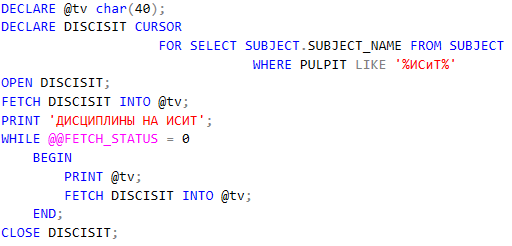 DECLARE @tv char(40);
DECLARE DISCISIT CURSOR
FOR SELECT SUBJECT.SUBJECT_NAME FROM SUBJECT
WHERE PULPIT LIKE '%ИСиТ%'
OPEN DISCISIT;
FETCH DISCISIT INTO @tv;
PRINT 'ДИСЦИПЛИНЫ НА ИСИТ';
WHILE @@FETCH_STATUS = 0
BEGIN
PRINT @tv;
FETCH DISCISIT INTO @tv;
END;
CLOSE DISCISIT;